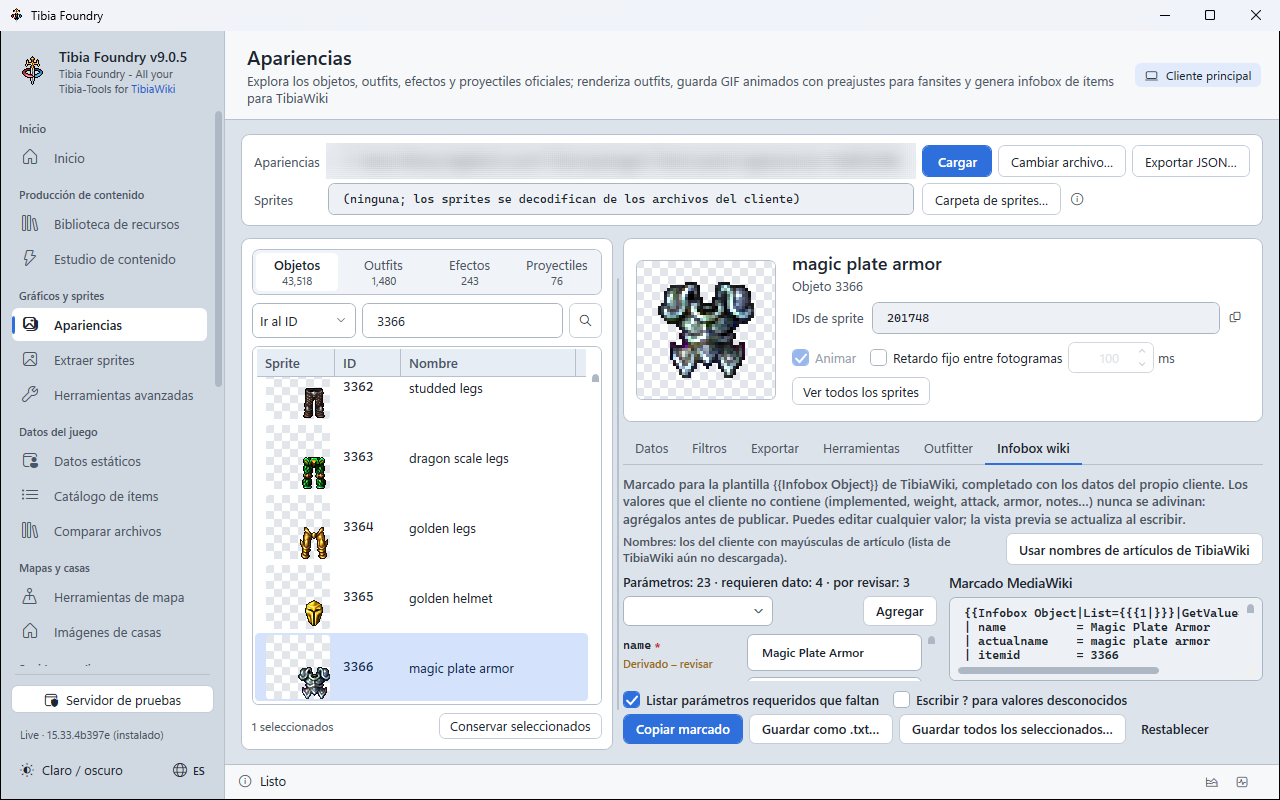 Tibia Foundry
Tibia Foundry v9.0.5
Tibia Foundry - All your
Tibia-Tools for TibiaWiki
Inicio
Inicio
Producción de contenido
Biblioteca de recursos
Estudio de contenido
Gráficos y sprites
Apariencias
Extraer sprites
Herramientas avanzadas
Datos del juego
Datos estáticos
Catálogo de ítems
Comparar archivos
Mapas y casas
Herramientas de mapa
Imágenes de casas
Servidor de pruebas
Live · 15.33.4b397e (instalado)
Claro / oscuro
ES
Apariencias
Explora los objetos, outfits, efectos y proyectiles oficiales; renderiza outfits, guarda GIF animados con preajustes para fansites y genera infobox de ítems
para TibiaWiki
Cliente principal
Apariencias
Cargar
Cambiar archivo...
Exportar JSON...
Sprites
(ninguna; los sprites se decodifican de los archivos del cliente)
Carpeta de sprites...
Objetos
43,518
Outfits
1,480
Efectos
243
Proyectiles
76
Ir al ID
3366
Sprite ID Nombre
3362 studded legs
3363 dragon scale legs
3364 golden legs
3365 golden helmet
3366 magic plate armor
1 seleccionados
Conservar seleccionados
magic plate armor
Objeto 3366
IDs de sprite 201748
Animar
Retardo fijo entre fotogramas 100 ms
Ver todos los sprites
Datos Filtros Exportar Herramientas Outfitter Infobox wiki
Marcado para la plantilla {{Infobox Object}} de TibiaWiki, completado con los datos del propio cliente. Los
valores que el cliente no contiene (implemented, weight, attack, armor, notes...) nunca se adivinan:
agrégalos antes de publicar. Puedes editar cualquier valor; la vista previa se actualiza al escribir.
Nombres: los del cliente con mayúsculas de artículo (lista de
TibiaWiki aún no descargada).
Usar nombres de artículos de TibiaWiki
Parámetros: 23 · requieren dato: 4 · por revisar: 3
Agregar
name *
Derivado – revisar
Magic Plate Armor
Marcado MediaWiki
{{Infobox Object|List={{{1|}}}|GetValue
| name = Magic Plate Armor
| actualname = magic plate armor
| itemid = 3366
Listar parámetros requeridos que faltan
Escribir ? para valores desconocidos
Copiar marcado
Guardar como .txt...
Guardar todos los seleccionados...
Restablecer
Listo